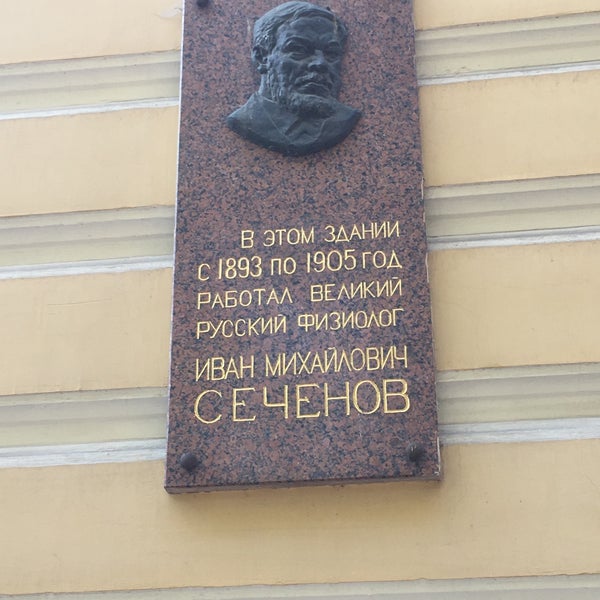 В ЭТОМ ЗДАНИИ
С 1893 ПО 1905 ГОД
РАБОТАЛ ВЕЛИКИЙ
РУССКИЙ ФИЗИОЛОГ
ИВАН МИХАЙЛОВИЧ
СЕЧЕНОВ